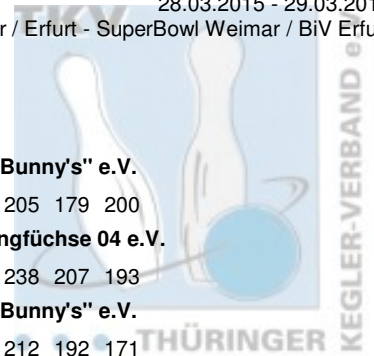 TKV
28.03.2015 - 29.03.201
r / Erfurt - SuperBowl Weimar / BiV Erfu
Bunny's" e.V.
205 179 200
ngfüchse 04 e.V.
238 207 193
Bunny's" e.V.
212 192 171
THÜRINGER
KEGLER-VERBAND e.V.